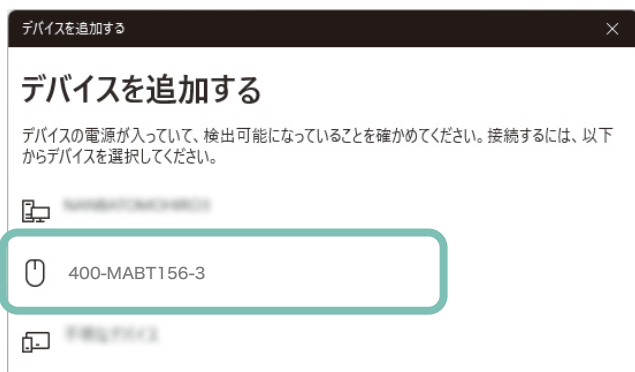 デバイスを追加する
デバイスを追加する
デバイスの電源が入っていて、検出可能になっていることを確かめてください。接続するには、以下
からデバイスを選択してください。
400-MABT156-3